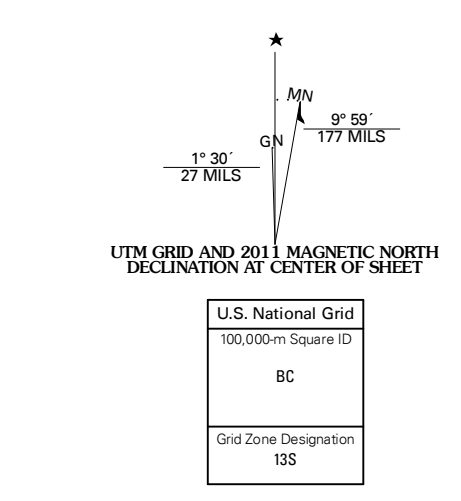 ★
MN
9° 59´
177 MILS
GN
1° 30´
27 MILS
UTM GRID AND 2011 MAGNETIC NORTH
DECLINATION AT CENTER OF SHEET
U.S. National Grid
100,000-m Square ID
BC
Grid Zone Designation
13S